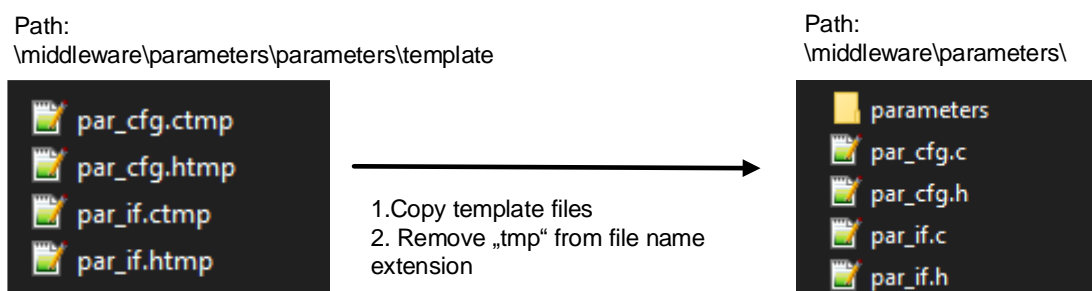 Path:
\middleware\parameters\parameters\template
par_cfg.ctmp
par_cfg.htmp
par_if.ctmp
par_if.htmp
1.Copy template files
2. Remove „tmp“ from file name
extension
Path:
\middleware\parameters\
parameters
par_cfg.c
par_cfg.h
par_if.c
par_if.h